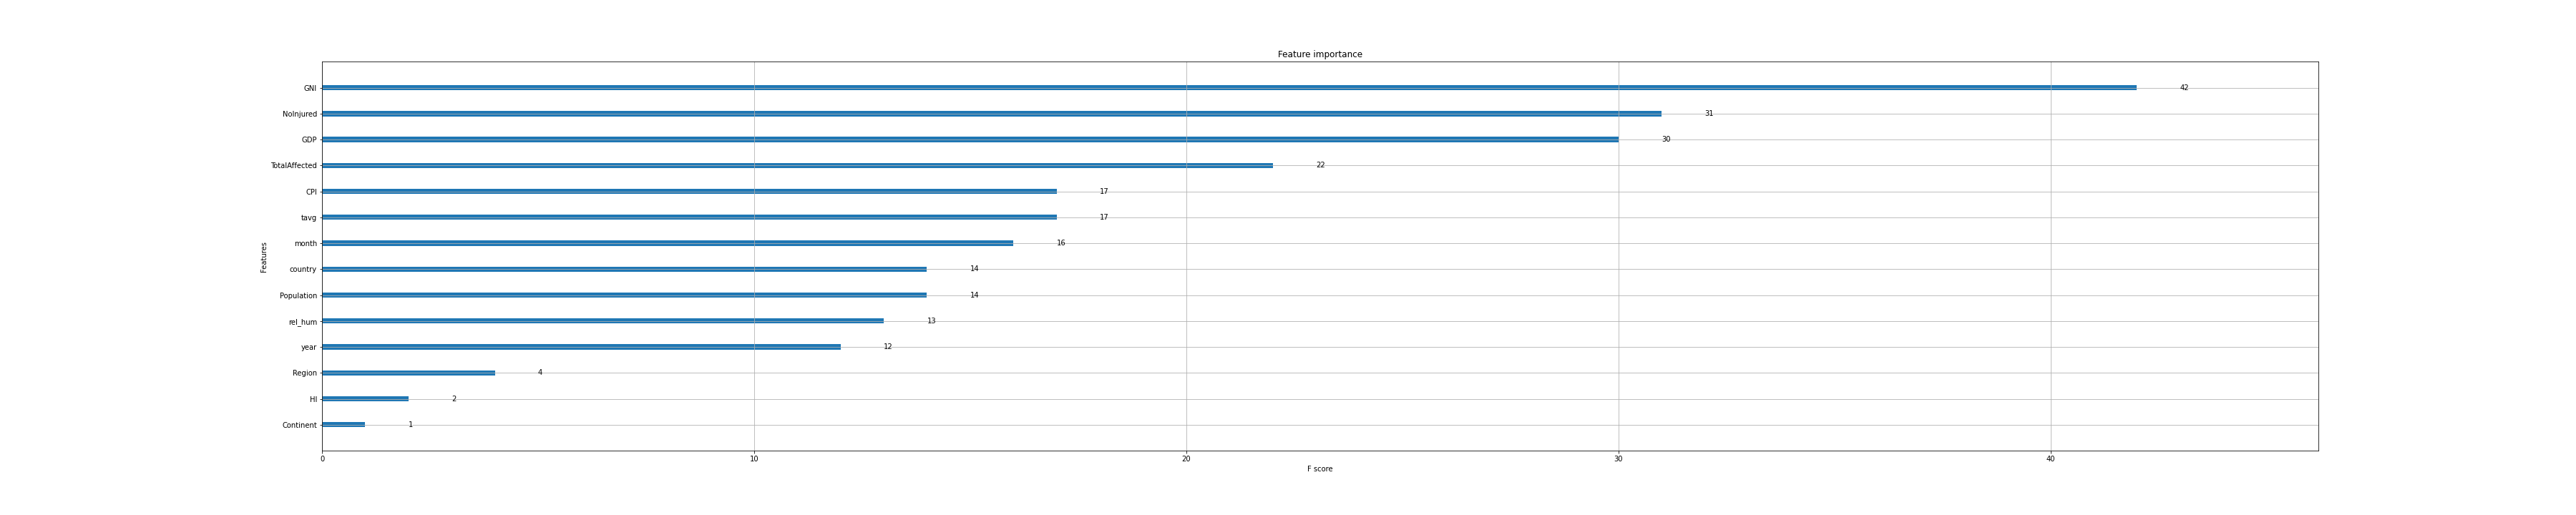 Feature importance
GNI 42
NoInjured 31
GDP 30
TotalAffected 22
CPI 17
tavg 17
month 16
Features
country 14
Population 14
rel_hum 13
year 12
Region 4
HI 2
Continent 1
0 10 20 30 40
F score